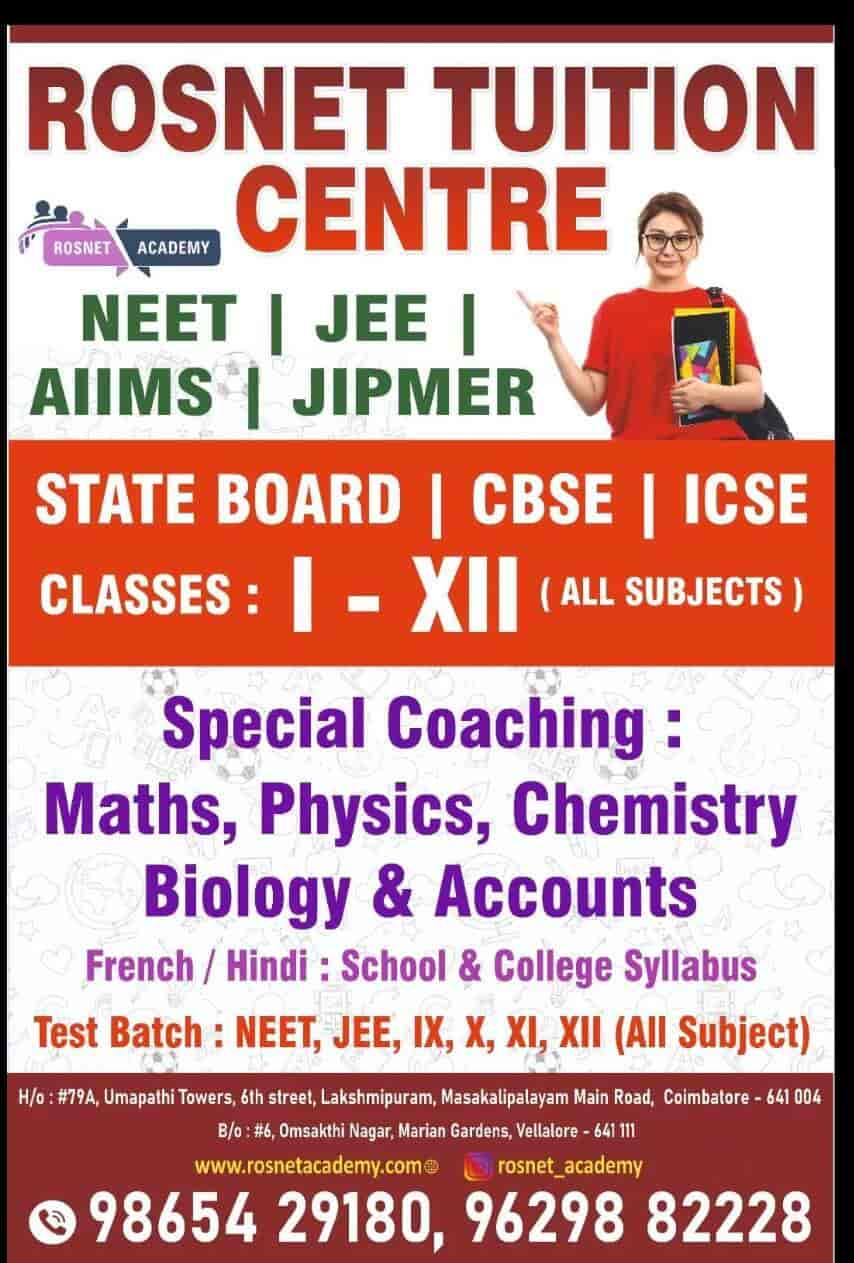 ROSNET TUITION
CENTRE
ROSNET ACADEMY
NEET | JEE |
AIIMS | JIPMER
STATE BOARD | CBSE | ICSE
CLASSES : I - XII ( ALL SUBJECTS )
Special Coaching :
Maths, Physics, Chemistry
Biology & Accounts
French / Hindi : School & College Syllabus
Test Batch : NEET, JEE, IX, X, XI, XII (All Subject)
H/o : #79A, Umapathi Towers, 6th street, Lakshmipuram, Masakalipalayam Main Road, Coimbatore - 641 004
B/o : #6, Omsakthi Nagar, Marian Gardens, Vellalore - 641 111
www.rosnetacademy.com rosnet_academy
98654 29180, 96298 82228